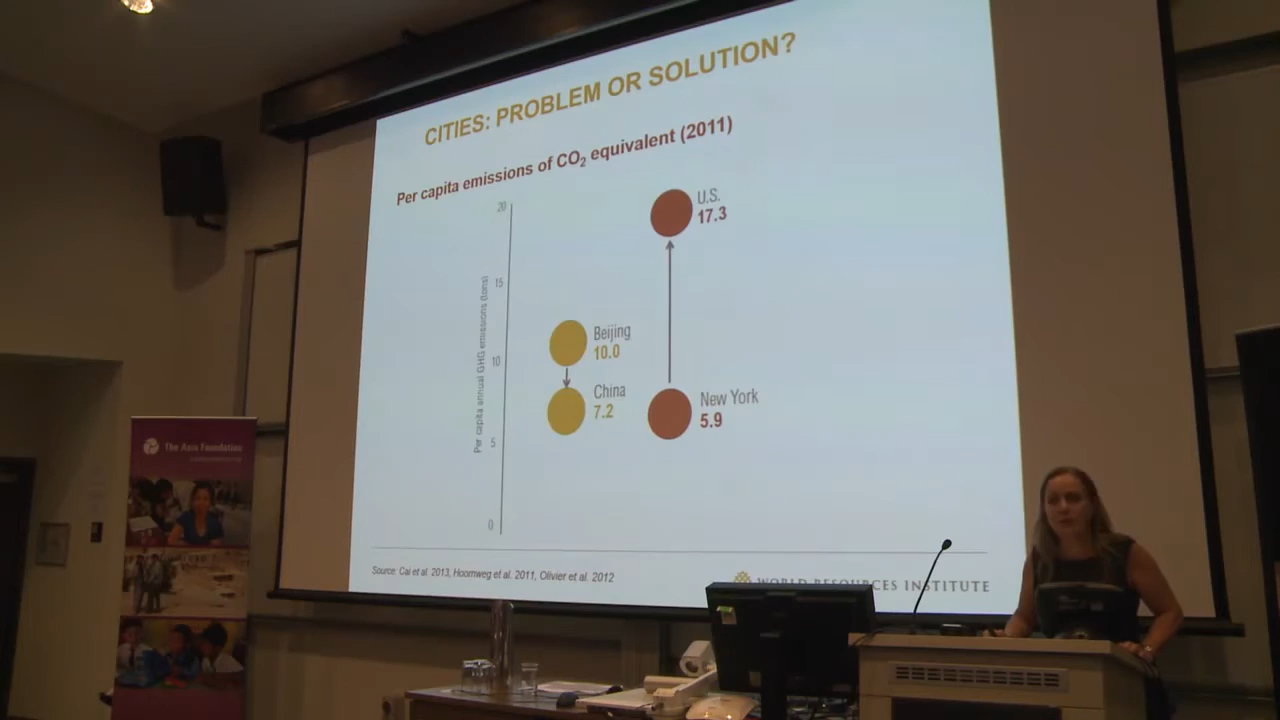 CITIES: PROBLEM OR SOLUTION?
Per capita emissions of CO₂ equivalent (2011)
Per capita annual GHG emissions (tons)
20
15
10
5
0
U.S.
17.3
Beijing
10.0
China
7.2
New York
5.9
Source: Cai et al. 2013, Hoornweg et al. 2011, Olivier et al. 2012
WORLD RESOURCES INSTITUTE
The Asia Foundation